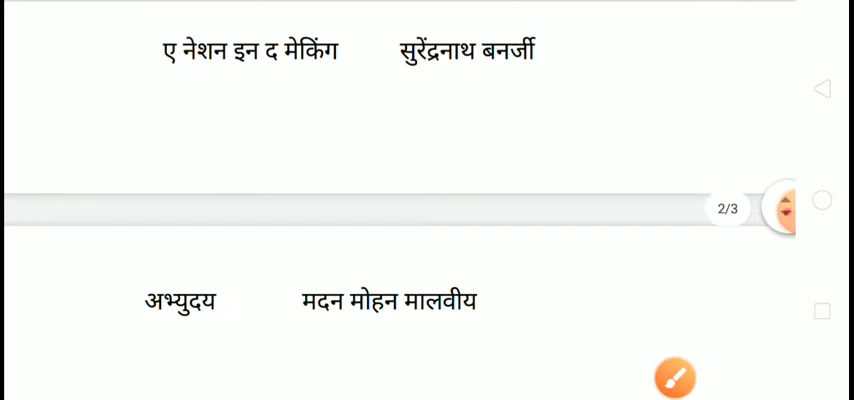 ए नेशन इन द मेकिंग सुरेंद्रनाथ बनर्जी
2/3
अभ्युदय मदन मोहन मालवीय